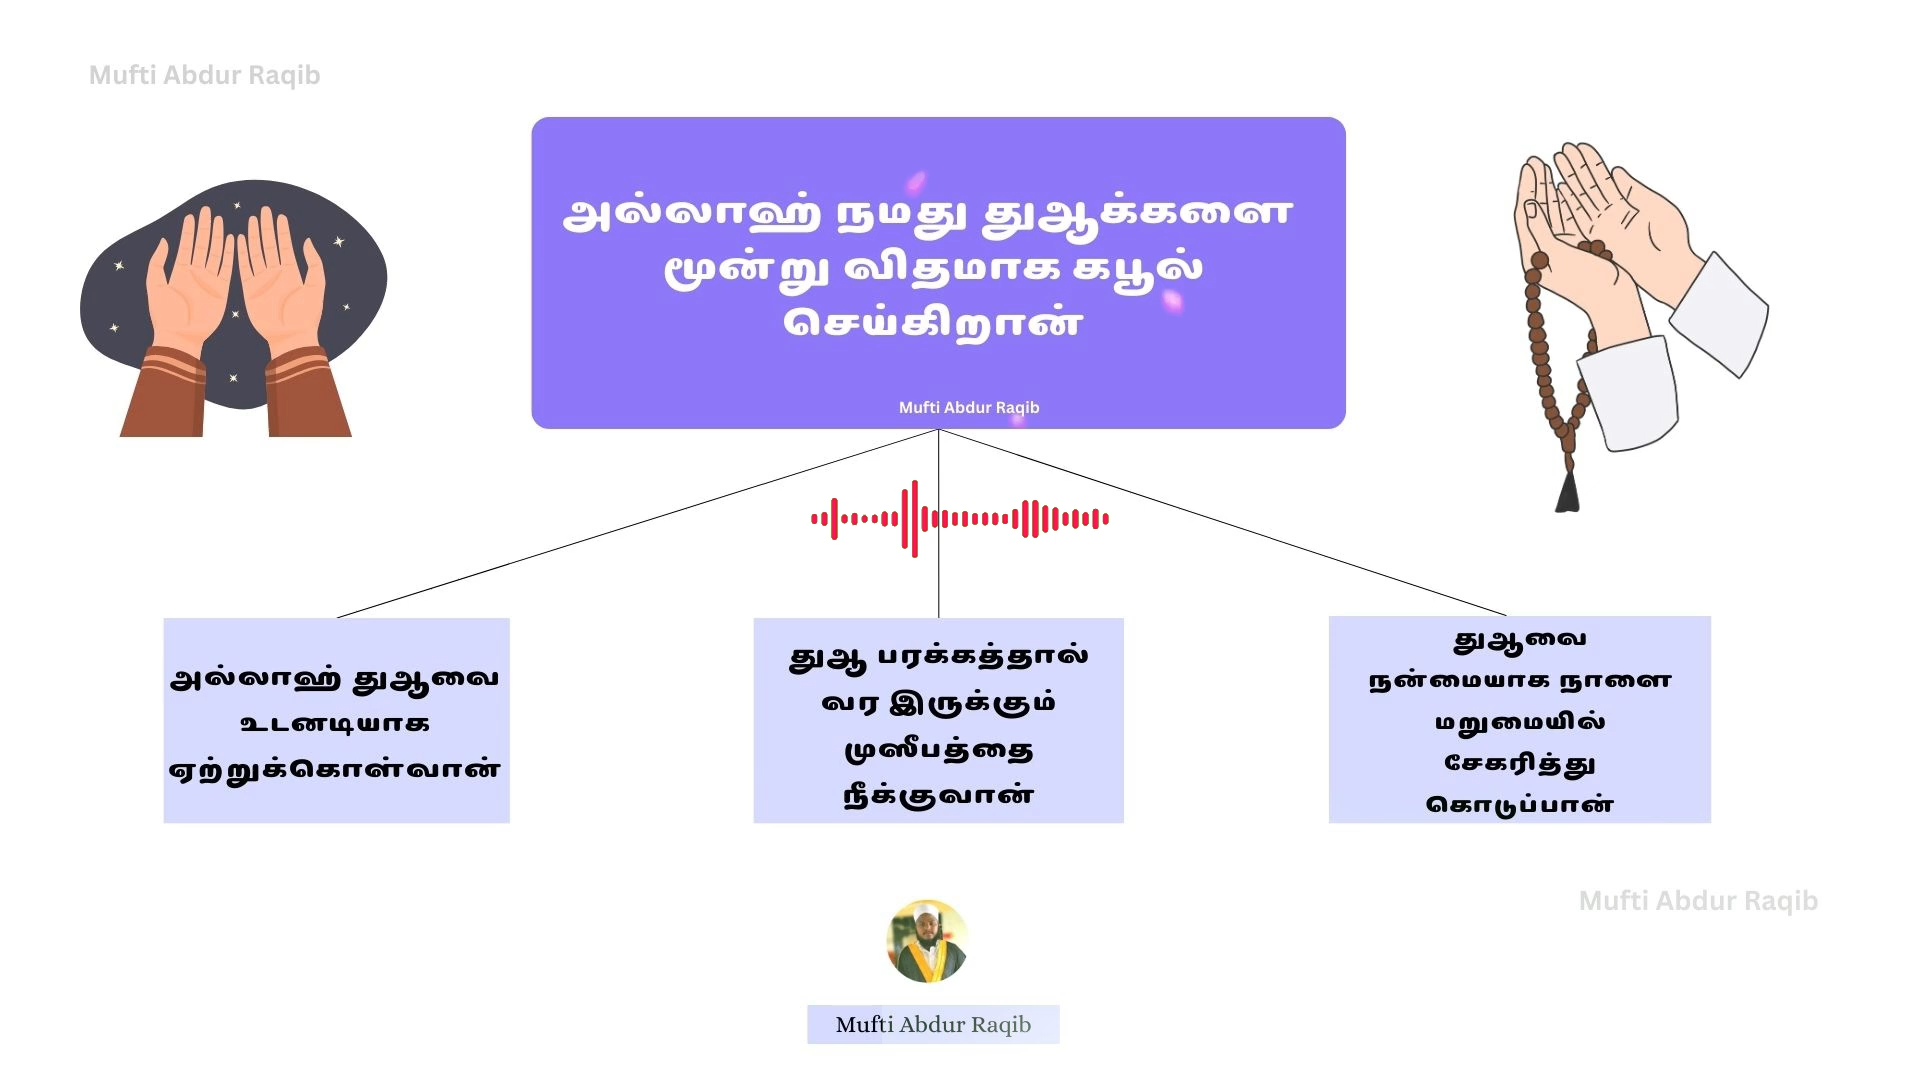 Mufti Abdur Raqib
அல்லாஹ் நமது துஆக்களை
மூன்று விதமாக கபூல்
செய்கிறான்
Mufti Abdur Raqib
அல்லாஹ் துஆவை
உடனடியாக
ஏற்றுக்கொள்வான்
துஆ பரக்கத்தால்
வர இருக்கும்
முஸீபத்தை
நீக்குவான்
துஆவை
நன்மையாக நாளை
மறுமையில்
சேகரித்து
கொடுப்பான்
Mufti Abdur Raqib
Mufti Abdur Raqib